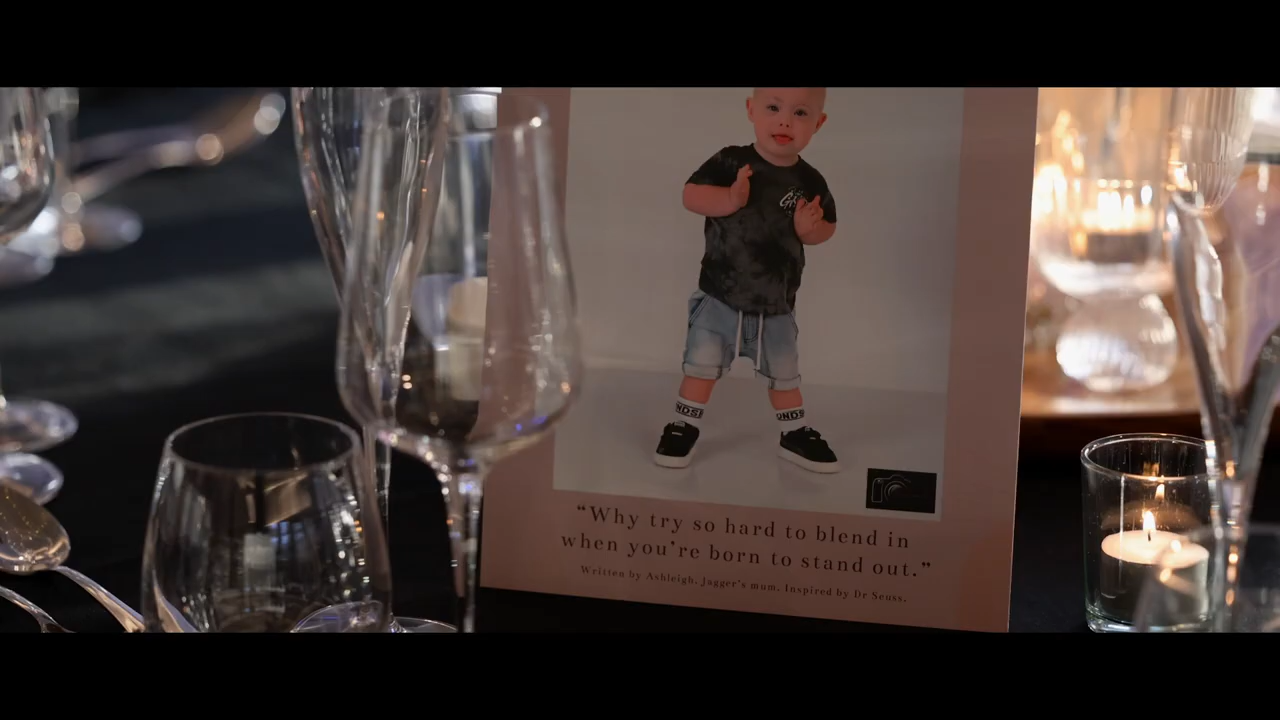 “Why try so hard to blend in
when you’re born to stand out.”
Written by Ashleigh, Jagger’s mum. Inspired by Dr Seuss.